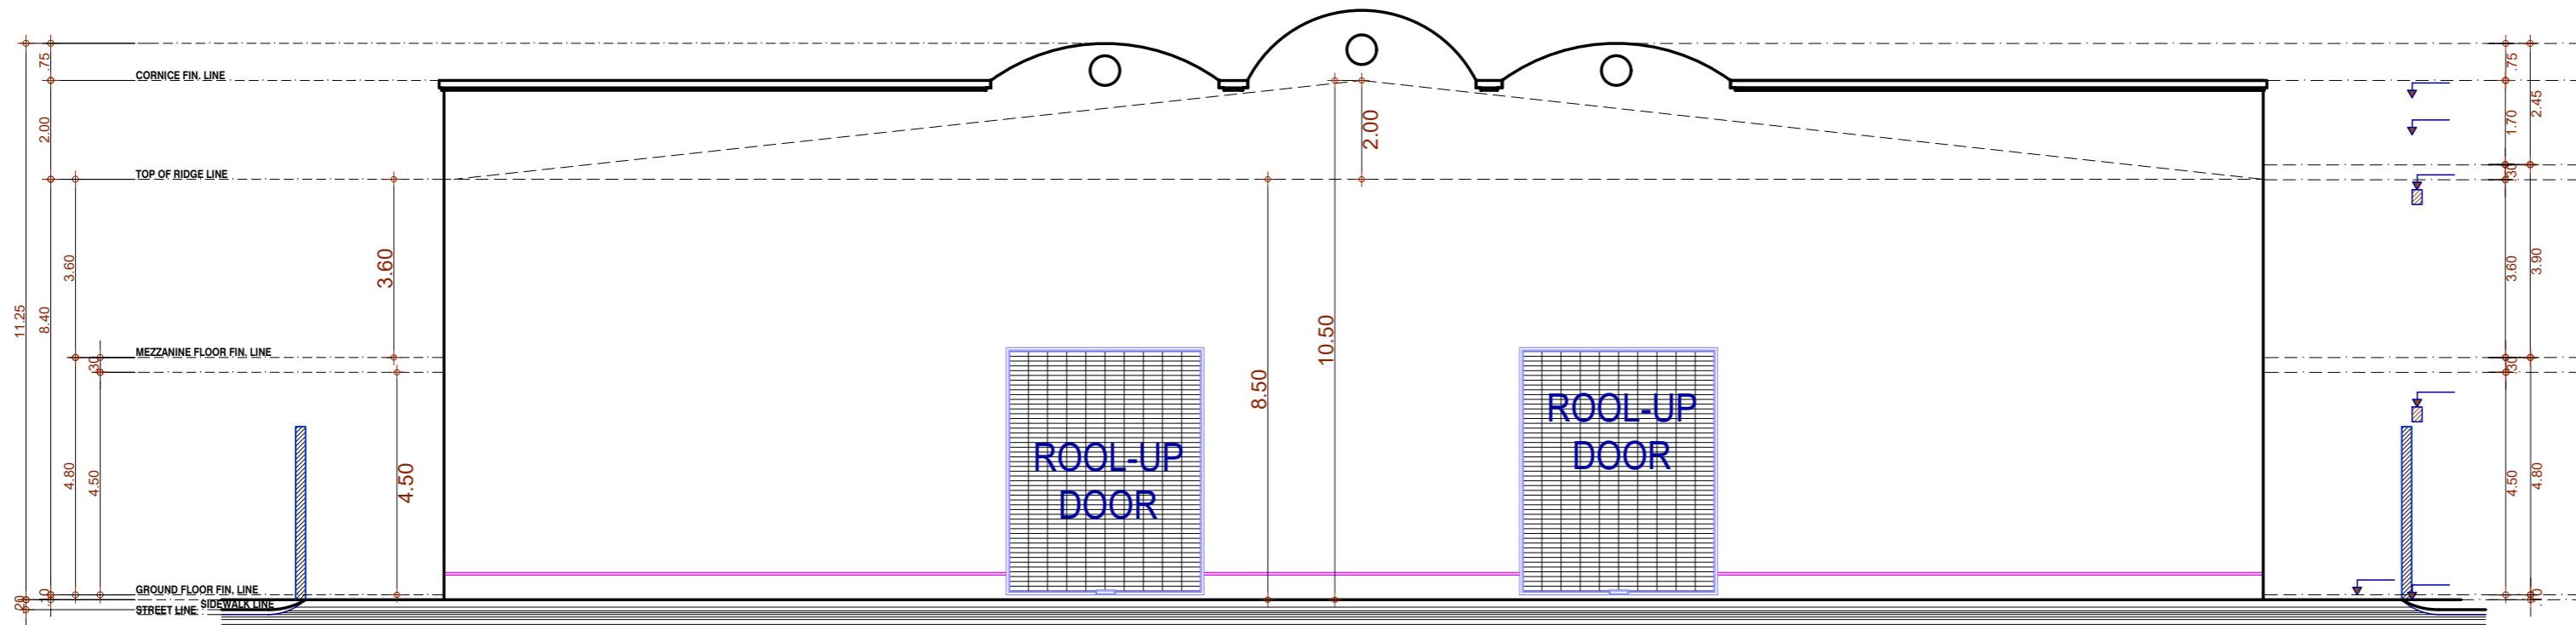 .75
CORNICE FIN. LINE
2.00
TOP OF RIDGE LINE
3.60
3.60
11.25
8.40
MEZZANINE FLOOR FIN. LINE
.30
4.80
4.50
4.50
GROUND FLOOR FIN. LINE
SIDEWALK LINE
STREET LINE
.20
.10
2.00
10.50
8.50
ROOL-UP
DOOR
ROOL-UP
DOOR
.75
2.45
1.70
.30
3.60
3.90
.30
4.50
4.80
.10